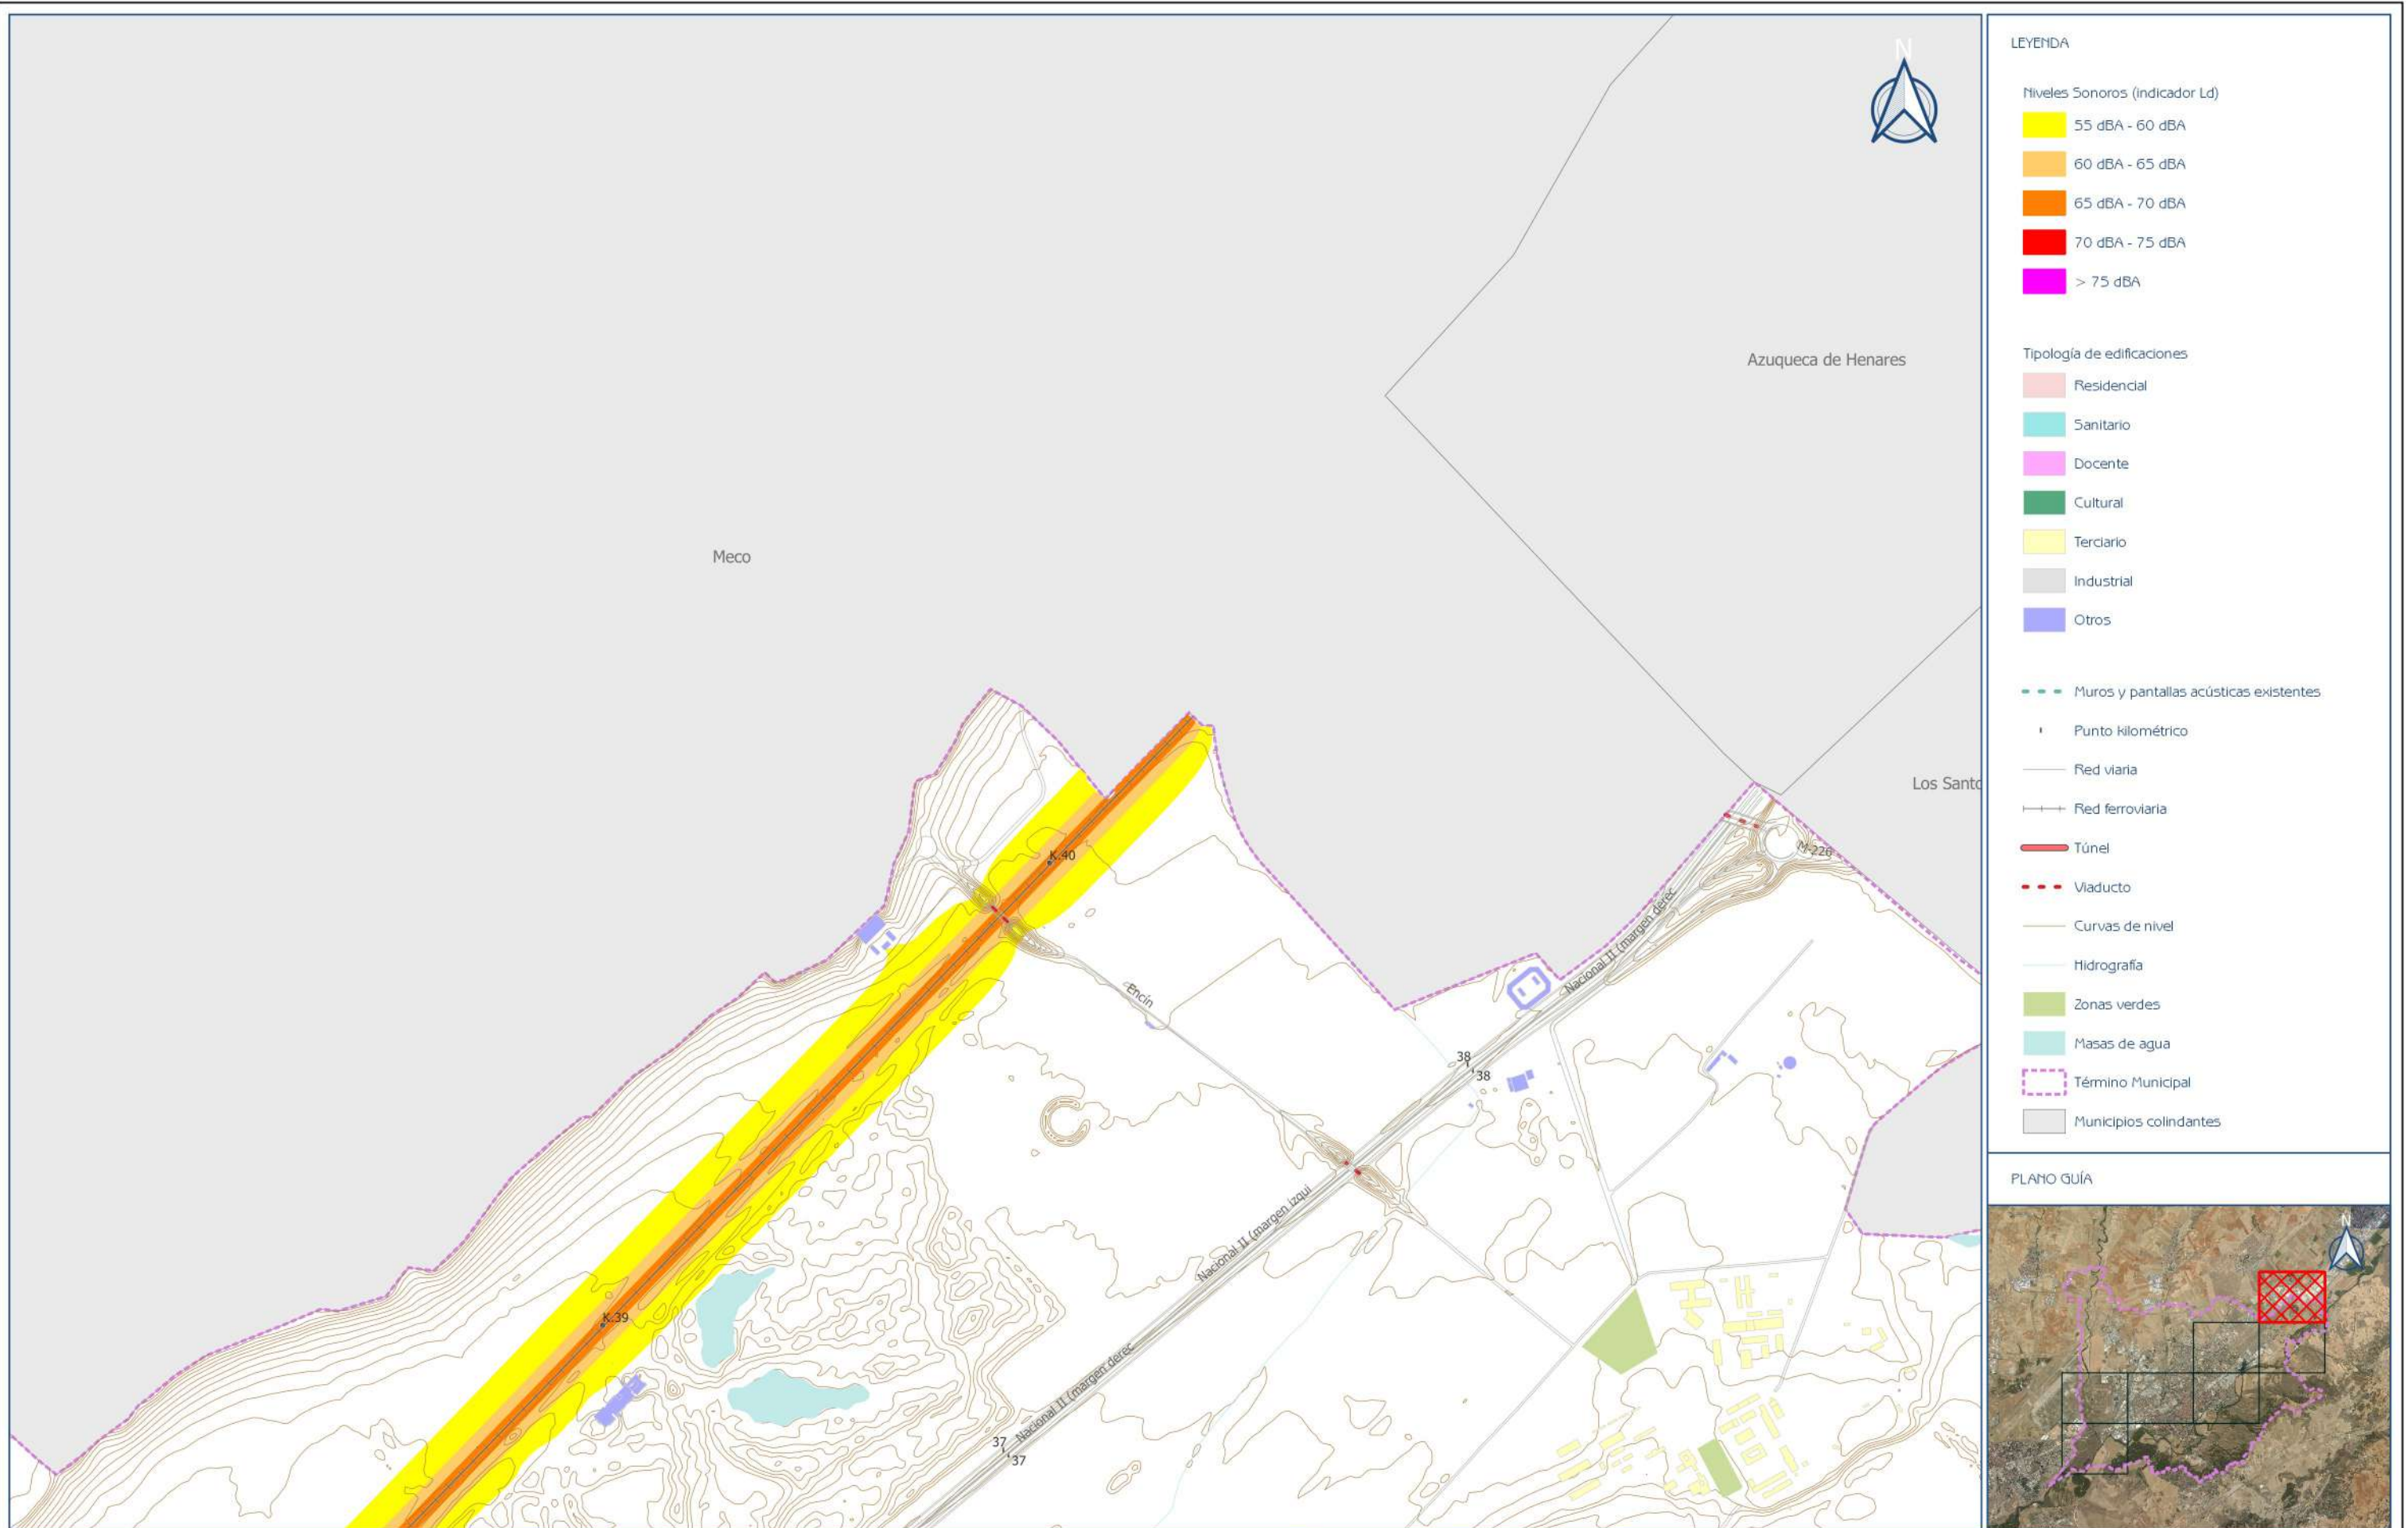 N
Azuqueca de Henares
Meco
Los Santo
K.40
M-226
Nacional II (margen derec
Encín
38
38
Nacional II (margen izqui
K.39
Nacional II (margen derec
37
37
LEYENDA
Niveles Sonoros (indicador Ld)
55 dBA - 60 dBA
60 dBA - 65 dBA
65 dBA - 70 dBA
70 dBA - 75 dBA
> 75 dBA
Tipología de edificaciones
Residencial
Sanitario
Docente
Cultural
Terciario
Industrial
Otros
Muros y pantallas acústicas existentes
Punto kilométrico
Red viaria
Red ferroviaria
Túnel
Viaducto
Curvas de nivel
Hidrografía
Zonas verdes
Masas de agua
Término Municipal
Municipios colindantes
PLANO GUÍA
N